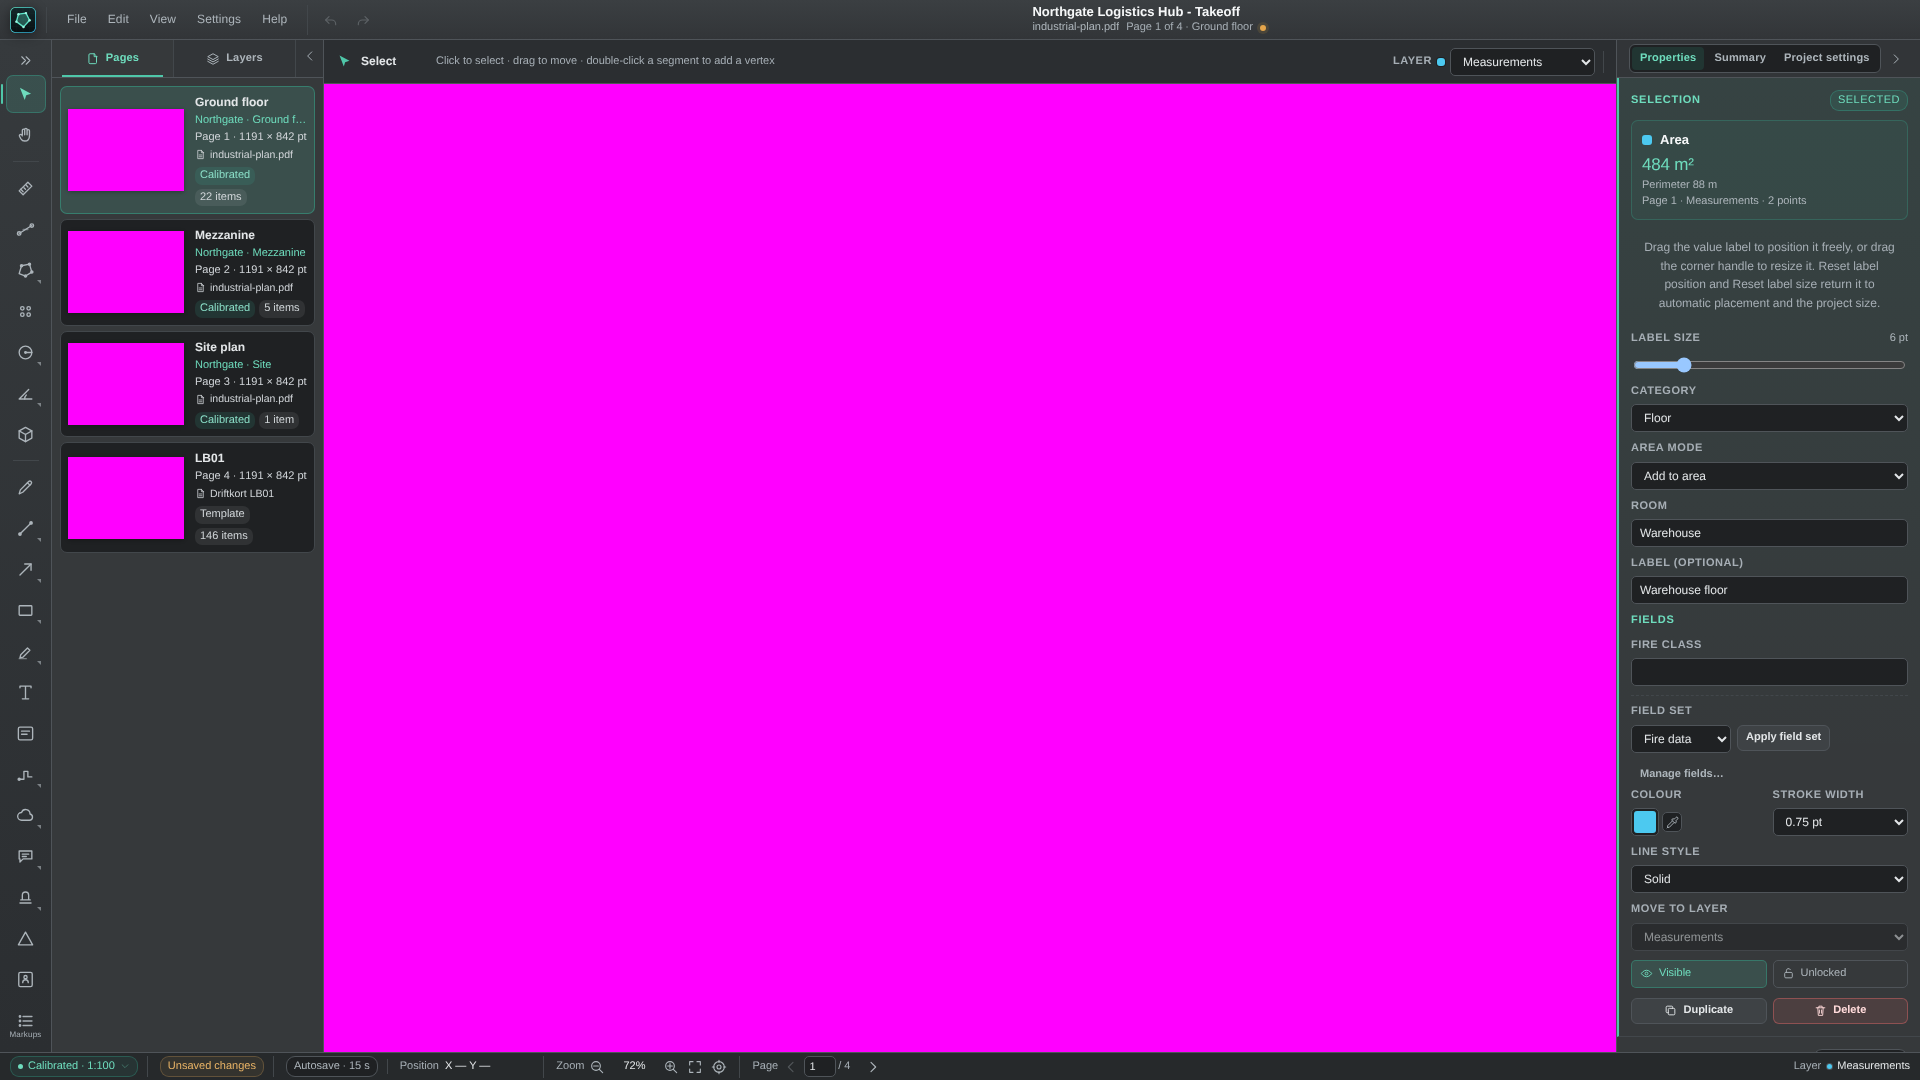 File Edit View Settings Help
Northgate Logistics Hub - Takeoff
industrial-plan.pdf Page 1 of 4 · Ground floor
Pages Layers
Select Click to select · drag to move · double-click a segment to add a vertex
LAYER Measurements
Properties Summary Project settings
Ground floor
Northgate · Ground f…
Page 1 · 1191 × 842 pt
industrial-plan.pdf
Calibrated
22 items
Mezzanine
Northgate · Mezzanine
Page 2 · 1191 × 842 pt
industrial-plan.pdf
Calibrated 5 items
Site plan
Northgate · Site
Page 3 · 1191 × 842 pt
industrial-plan.pdf
Calibrated 1 item
LB01
Page 4 · 1191 × 842 pt
Driftkort LB01
Template
146 items
Markups
SELECTION SELECTED
Area
484 m²
Perimeter 88 m
Page 1 · Measurements · 2 points
Drag the value label to position it freely, or drag
the corner handle to resize it. Reset label
position and Reset label size return it to
automatic placement and the project size.
LABEL SIZE 6 pt
CATEGORY
Floor
AREA MODE
Add to area
ROOM
Warehouse
LABEL (OPTIONAL)
Warehouse floor
FIELDS
FIRE CLASS
FIELD SET
Fire data Apply field set
Manage fields…
COLOUR STROKE WIDTH
0.75 pt
LINE STYLE
Solid
MOVE TO LAYER
Measurements
Visible Unlocked
Duplicate Delete
Calibrated · 1:100 Unsaved changes Autosave · 15 s Position X — Y — Zoom 72% Page 1 / 4 Layer Measurements